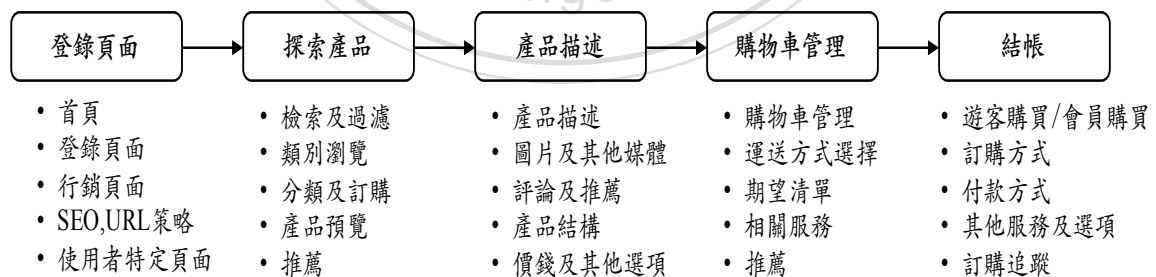 登錄頁面
探索產品
產品描述
購物車管理
結帳
• 首頁
• 登錄頁面
• 行銷頁面
• SEO,URL策略
• 使用者特定頁面
• 檢索及過濾
• 類別瀏覽
• 分類及訂購
• 產品預覽
• 推薦
• 產品描述
• 圖片及其他媒體
• 評論及推薦
• 產品結構
• 價錢及其他選項
• 購物車管理
• 運送方式選擇
• 期望清單
• 相關服務
• 推薦
• 遊客購買/會員購買
• 訂購方式
• 付款方式
• 其他服務及選項
• 訂購追蹤